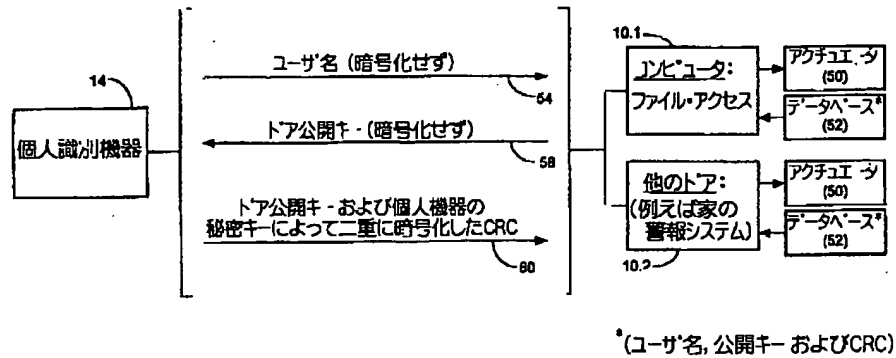 14
個人識別機器
ユーザ名 (暗号化せず)
54
ドア公開キー (暗号化せず)
58
ドア公開キーおよび個人機器の
秘密キーによって二重に暗号化したCRC
60
10.1
コンピュータ:
ファイル・アクセス
アクチュエータ
(50)
データベース*
(52)
他のドア:
(例えば家の
警報システム)
10.2
アクチュエータ
(50)
データベース*
(52)
*(ユーザ名, 公開キーおよびCRC)